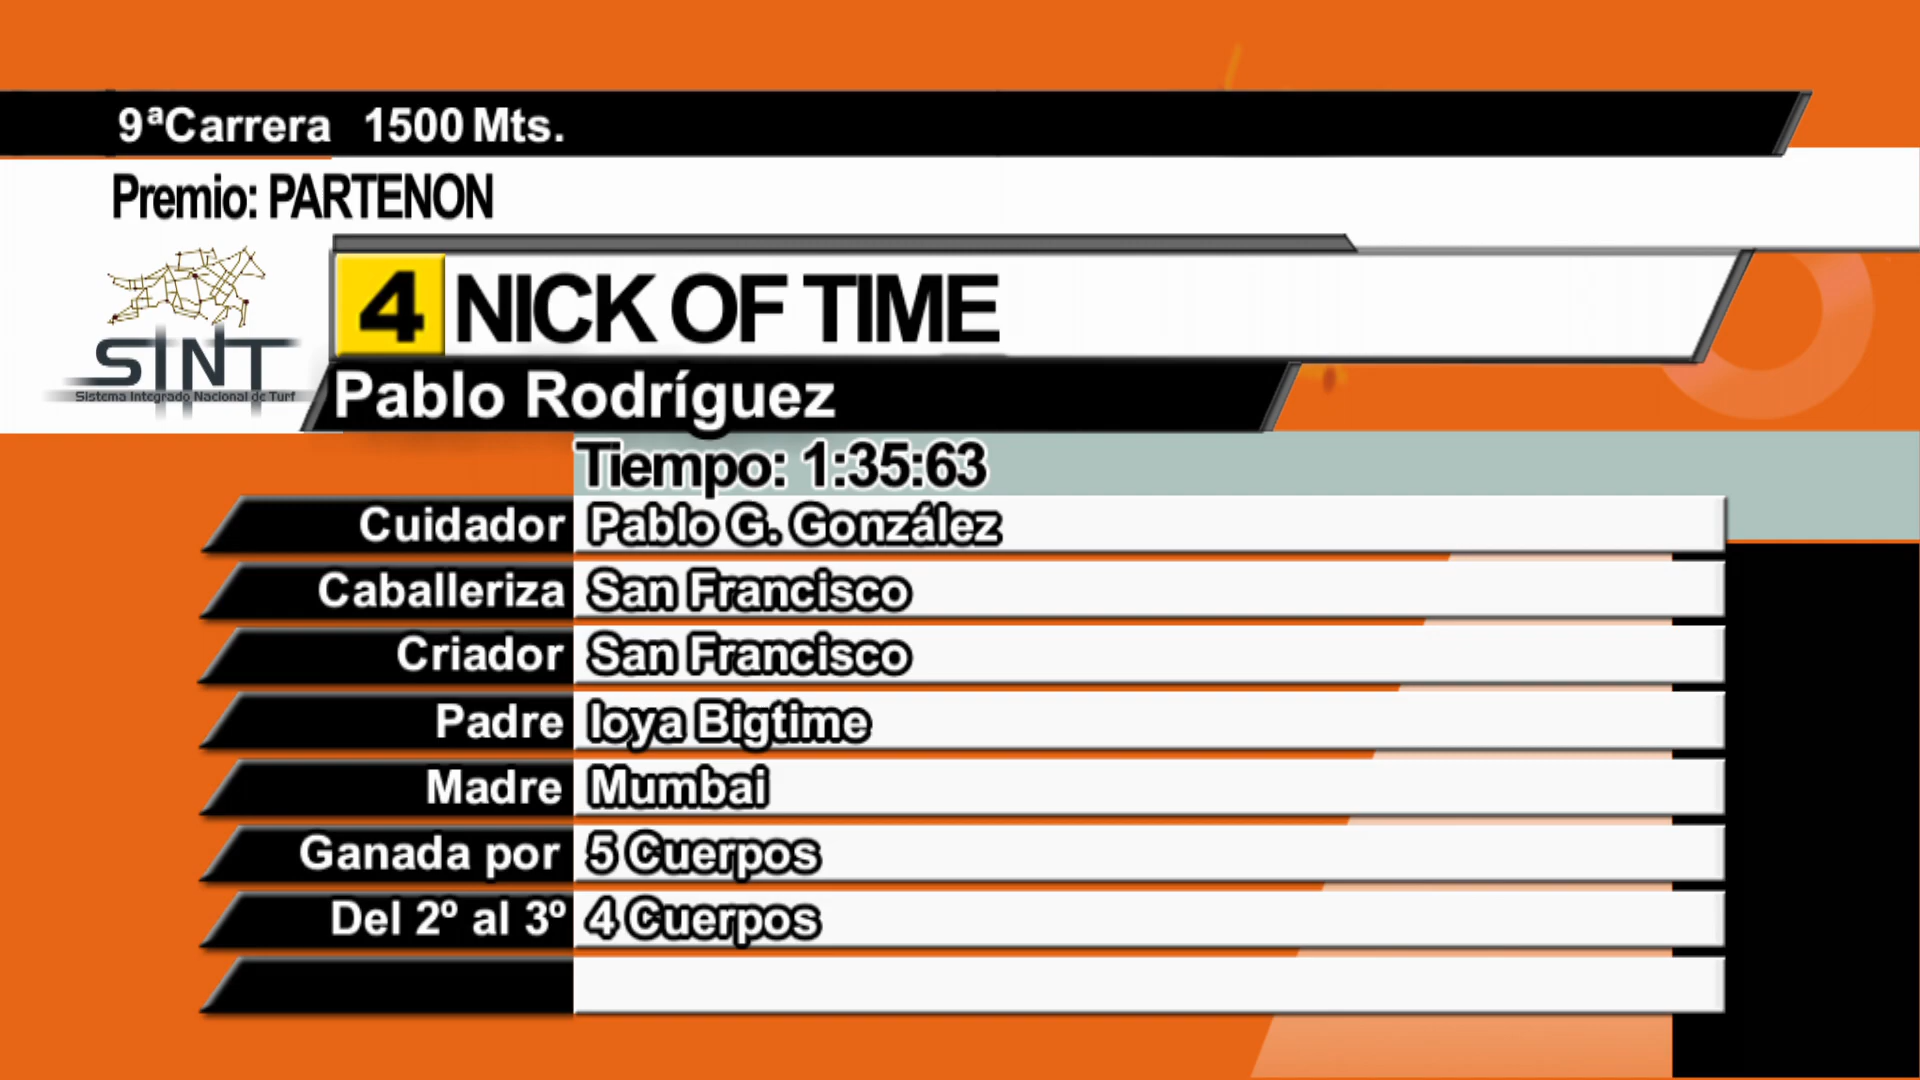 9ªCarrera 1500 Mts.
Premio: PARTENON
4 NICK OF TIME
SINT
Sistema Integrado Nacional de Turf
Pablo Rodríguez
Tiempo: 1:35:63
Cuidador Pablo G. González
Caballeriza San Francisco
Criador San Francisco
Padre Ioya Bigtime
Madre Mumbai
Ganada por 5 Cuerpos
Del 2º al 3º 4 Cuerpos